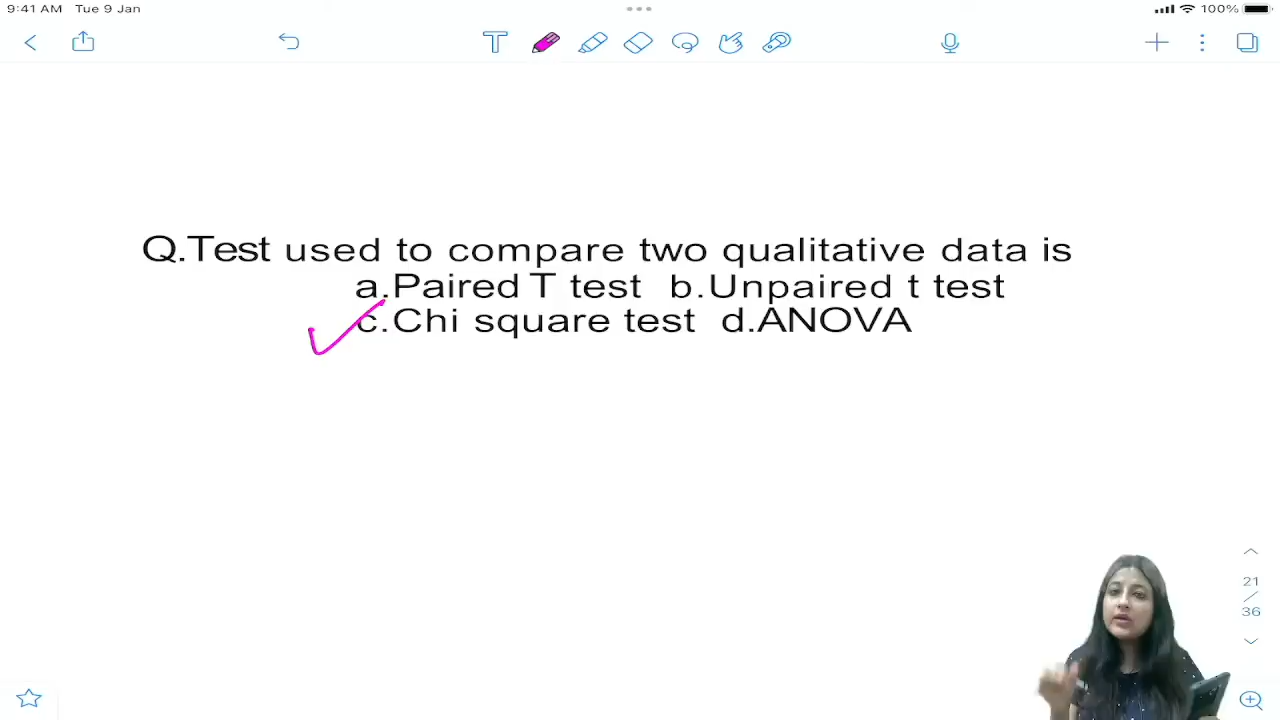 9:41 AM Tue 9 Jan
100%
T
Q.Test used to compare two qualitative data is
a.Paired T test b.Unpaired t test
c.Chi square test d.ANOVA
21
/
36